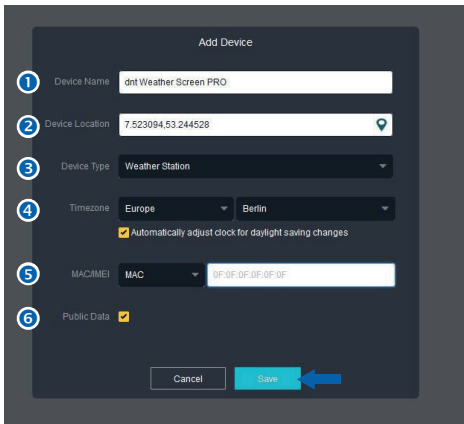 Add Device
1 Device Name dnt Weather Screen PRO
2 Device Location 7.523094,53.244528
3 Device Type Weather Station
4 Timezone Europe Berlin
Automatically adjust clock for daylight saving changes
5 MAC/IMEI MAC 0F:0F:0F:0F:0F:0F
6 Public Data
Cancel Save